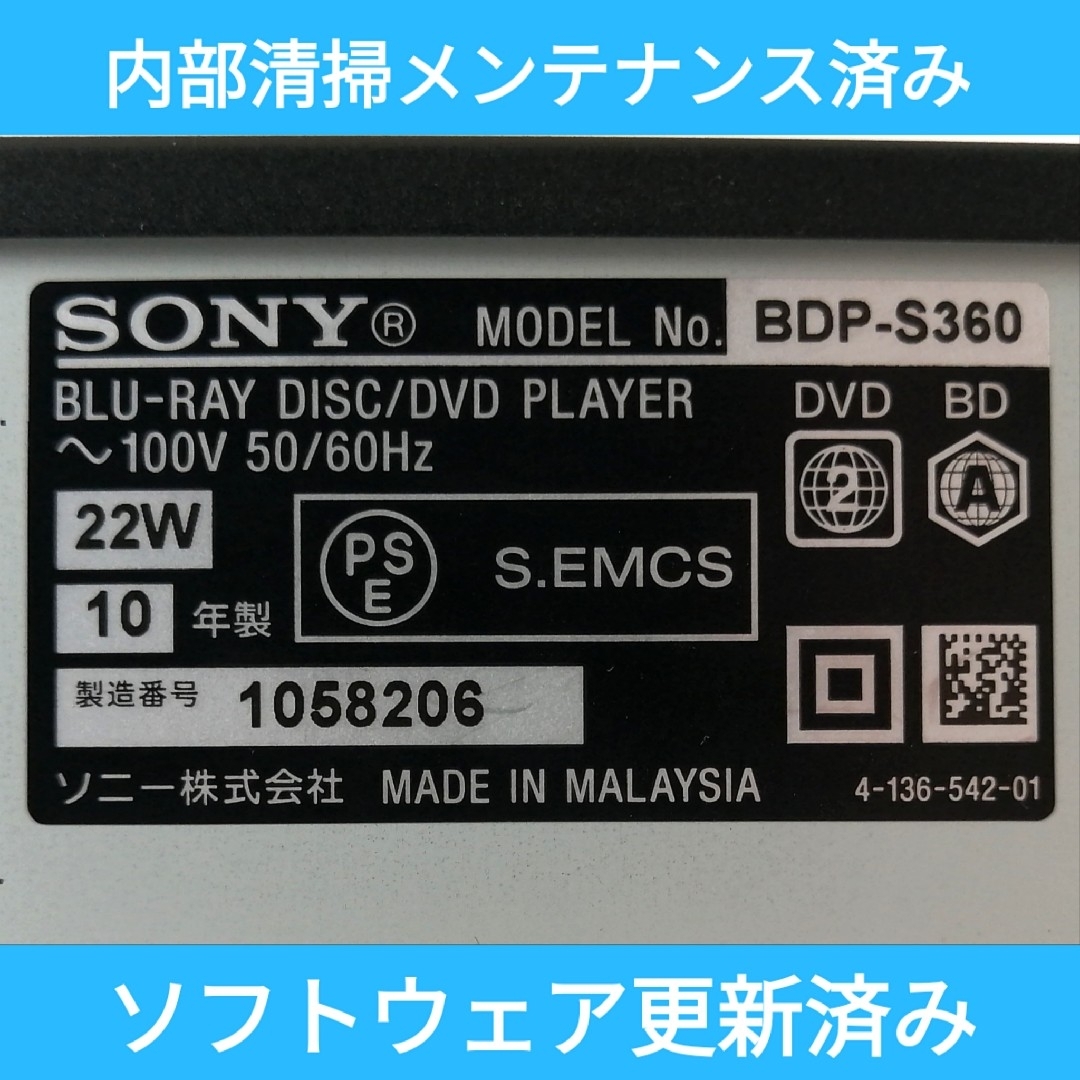 内部清掃メンテナンス済み
SONY® MODEL No. BDP-S360
BLU-RAY DISC/DVD PLAYER
DVD BD
〜100V 50/60Hz
2 A
22W
PSE S.EMCS
10 年製
製造番号 1058206
ソニー株式会社 MADE IN MALAYSIA 4-136-542-01
ソフトウェア更新済み